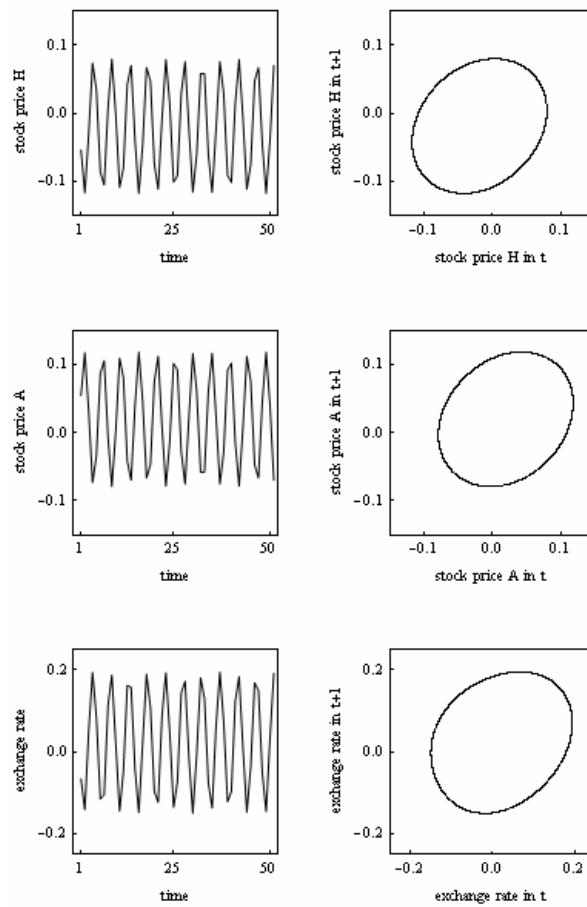 stock price H
0.1
0.0
−0.1
1 25 50
time
stock price H in t+1
0.1
0.0
−0.1
−0.1 0.0 0.1
stock price H in t
stock price A
0.1
0.0
−0.1
1 25 50
time
stock price A in t+1
0.1
0.0
−0.1
−0.1 0.0 0.1
stock price A in t
exchange rate
0.2
0.0
−0.2
1 25 50
time
exchange rate in t+1
0.2
0.0
−0.2
−0.2 0.0 0.2
exchange rate in t